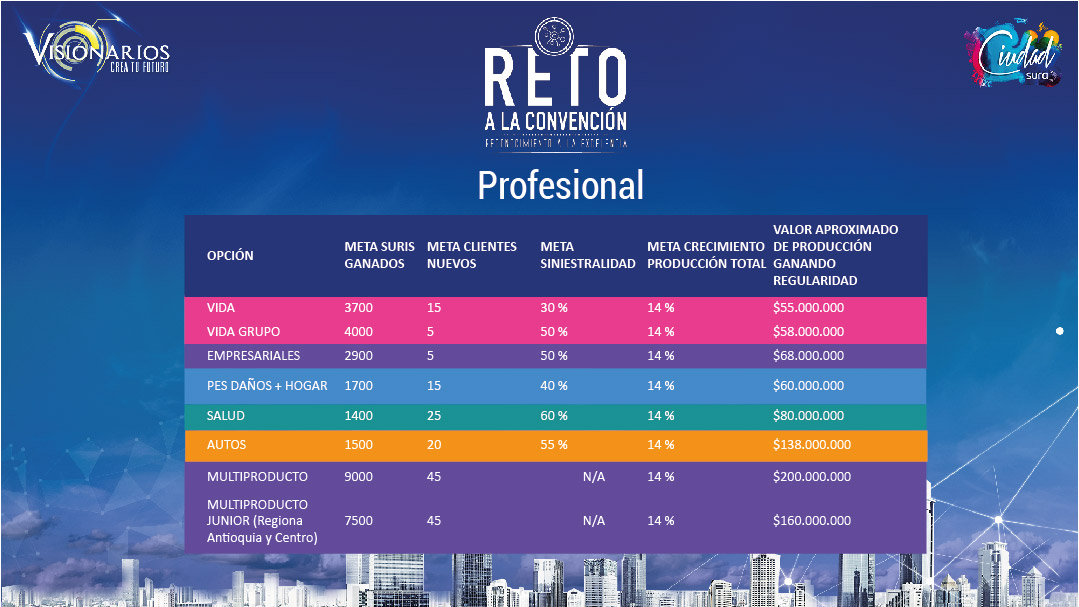 VISIONARIOS
CREA TU FUTURO
Ciudad
sura
RETO
A LA CONVENCIÓN
RECONOCIMIENTO A LA EXCELENCIA
Profesional
OPCIÓN META SURIS GANADOS META CLIENTES NUEVOS META SINIESTRALIDAD META CRECIMIENTO PRODUCCIÓN TOTAL VALOR APROXIMADO DE PRODUCCIÓN GANANDO REGULARIDAD
VIDA 3700 15 30 % 14 % $55.000.000
VIDA GRUPO 4000 5 50 % 14 % $58.000.000
EMPRESARIALES 2900 5 50 % 14 % $68.000.000
PES DAÑOS + HOGAR 1700 15 40 % 14 % $60.000.000
SALUD 1400 25 60 % 14 % $80.000.000
AUTOS 1500 20 55 % 14 % $138.000.000
MULTIPRODUCTO 9000 45 N/A 14 % $200.000.000
MULTIPRODUCTO
JUNIOR (Regiona 7500 45 N/A 14 % $160.000.000
Antioquia y Centro)